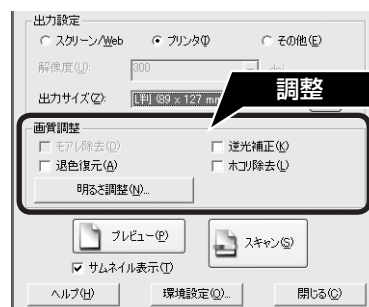 出力設定
スクリーン/Web プリンタ(I) その他(E)
解像度(U): 300 dpi
出力サイズ(Z): L判 (89 x 127 mm)
調整
画質調整
モアレ除去(O) 逆光補正(K)
退色復元(A) ホコリ除去(L)
明るさ調整(N)...
プレビュー(P) スキャン(S)
サムネイル表示(T)
ヘルプ(H) 環境設定(O)... 閉じる(C)